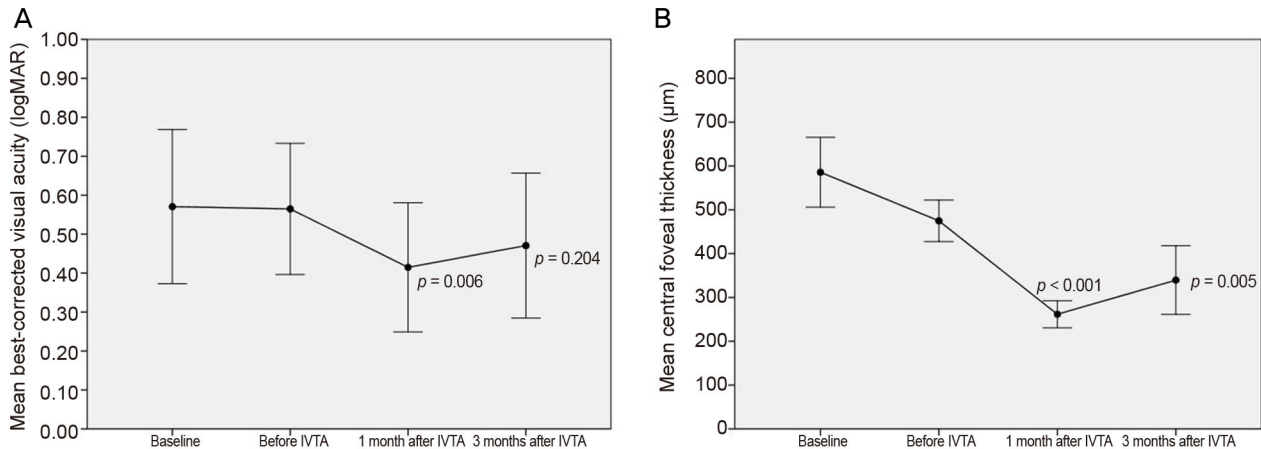 A
Mean best-corrected visual acuity (logMAR)
1.00
0.90
0.80
0.70
0.60
0.50
0.40
0.30
0.20
0.10
0.00
p = 0.006
p = 0.204
Baseline
Before IVTA
1 month after IVTA
3 months after IVTA
B
Mean central foveal thickness (µm)
800
700
600
500
400
300
200
100
0
p < 0.001
p = 0.005
Baseline
Before IVTA
1 month after IVTA
3 months after IVTA